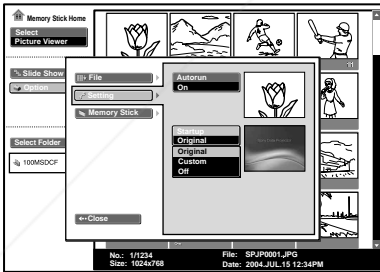 Memory Stick Home
Select
Picture Viewer
Slide Show
Option
Select Folder
100MSDCF
File
Setting
Memory Stick
Close
Autorun
On
Startup
Original
Original
Custom
Off
No.: 1/1234
File: SPJP0001.JPG
Size: 1024x768
Date: 2004.JUL.15 12:34PM